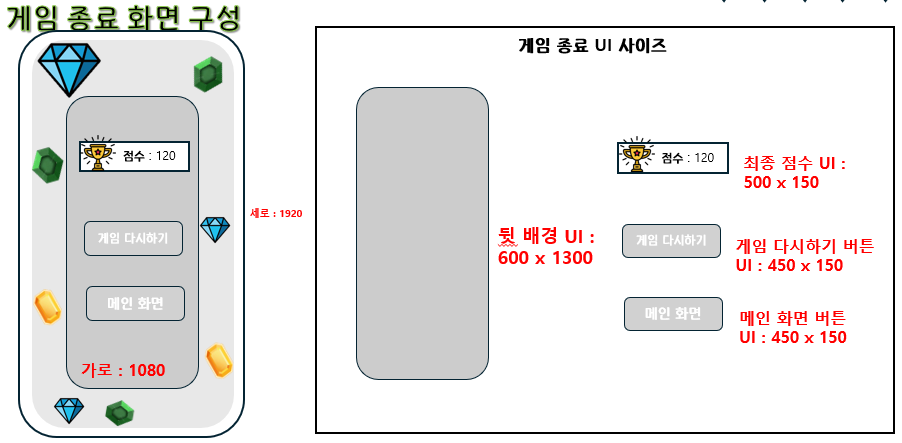 게임 종료 화면 구성
점수 : 120
게임 다시하기
메인 화면
가로 : 1080
세로 : 1920
게임 종료 UI 사이즈
뒷 배경 UI :
600 x 1300
점수 : 120
최종 점수 UI :
500 x 150
게임 다시하기
게임 다시하기 버튼
UI : 450 x 150
메인 화면
메인 화면 버튼
UI : 450 x 150